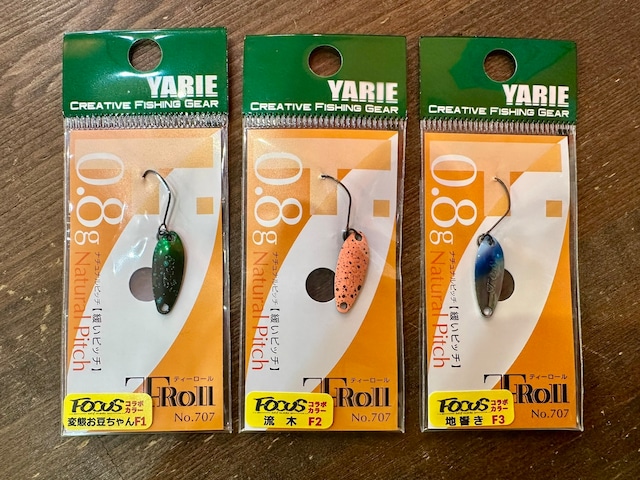 YARIE
CREATIVE FISHING GEAR
0.8g
Natural Pitch
ナチュナルピッチ【緩いピッチ】
ティーロール
T-Roll
No.707
FOCUS コラボカラー
変態お豆ちゃん F1
YARIE
CREATIVE FISHING GEAR
0.8g
Natural Pitch
ナチュナルピッチ【緩いピッチ】
ティーロール
T-Roll
No.707
FOCUS コラボカラー
流木 F2
YARIE
CREATIVE FISHING GEAR
0.8g
Natural Pitch
ナチュナルピッチ【緩いピッチ】
ティーロール
T-Roll
No.707
FOCUS コラボカラー
地響き F3